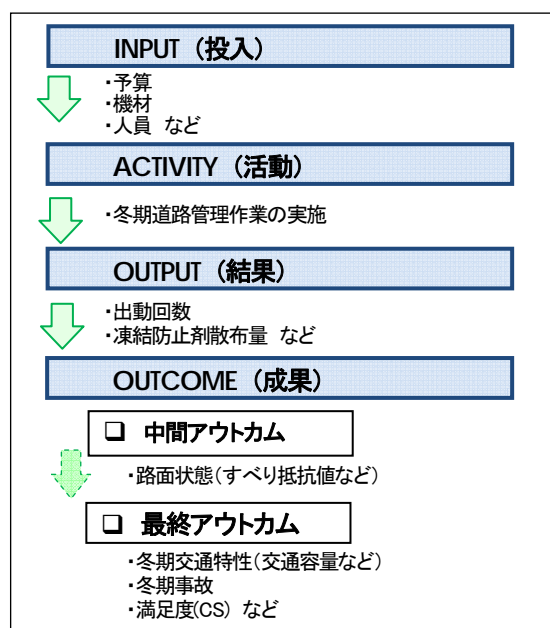 INPUT（投入）
・予算
・機材
・人員 など
ACTIVITY（活動）
・冬期道路管理作業の実施
OUTPUT（結果）
・出動回数
・凍結防止剤散布量 など
OUTCOME（成果）
❑ 中間アウトカム
・路面状態(すべり抵抗値など)
❑ 最終アウトカム
・冬期交通特性(交通容量など)
・冬期事故
・満足度(CS) など